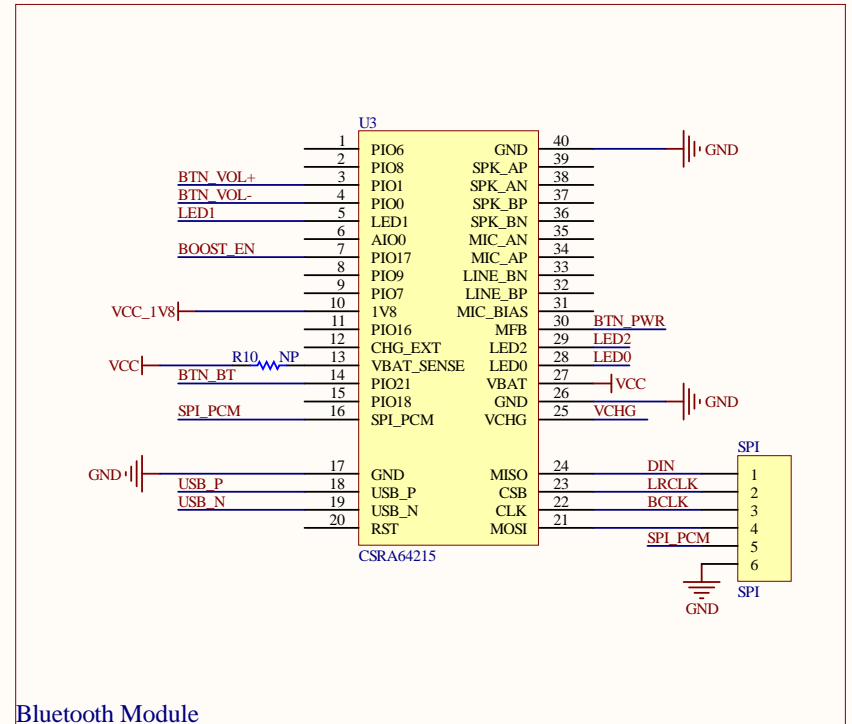 U3
1 PIO6 GND 40
2 PIO8 SPK_AP 39
BTN_VOL+ 3 PIO1 SPK_AN 38
BTN_VOL- 4 PIO0 SPK_BP 37
LED1 5 LED1 SPK_BN 36
6 AIO0 MIC_AN 35
BOOST_EN 7 PIO17 MIC_AP 34
8 PIO9 LINE_BN 33
9 PIO7 LINE_BP 32
VCC_1V8 10 1V8 MIC_BIAS 31
11 PIO16 MFB 30 BTN_PWR
12 CHG_EXT LED2 29 LED2
VCC R10 NP 13 VBAT_SENSE LED0 28 LED0
BTN_BT 14 PIO21 VBAT 27 VCC
15 PIO18 GND 26 GND
SPI_PCM 16 SPI_PCM VCHG 25 VCHG
GND
GND 17 GND MISO 24 DIN
USB_P 18 USB_P CSB 23 LRCLK
USB_N 19 USB_N CLK 22 BCLK
20 RST MOSI 21
CSRA64215
SPI
1
2
3
4
SPI_PCM 5
6
GND
SPI
Bluetooth Module